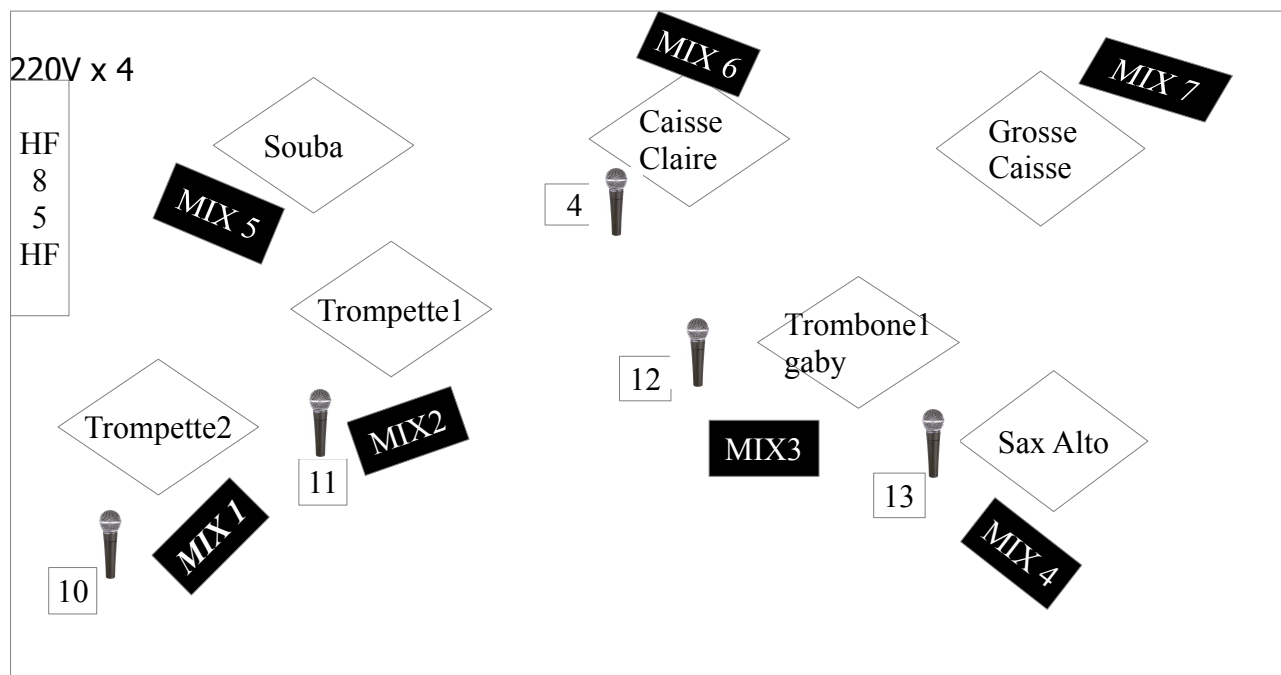 220V x 4
HF
8
5
HF
Souba
MIX 5
MIX 6
Caisse
Claire
4
MIX 7
Grosse
Caisse
Trompette1
MIX2
11
Trompette2
MIX 1
10
Trombone1
gaby
12
MIX3
Sax Alto
13
MIX 4